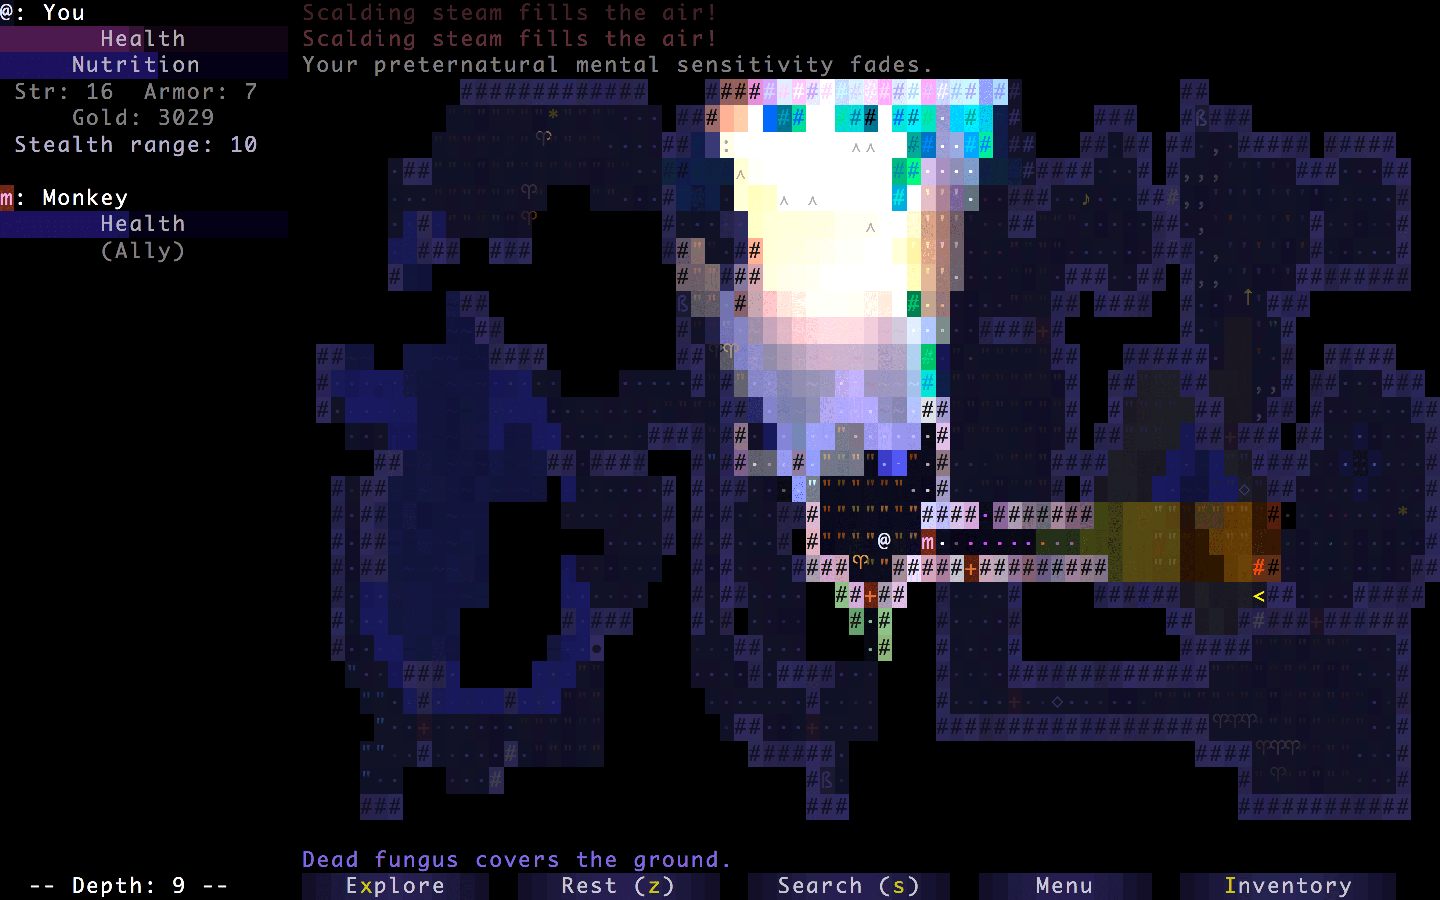 @: You
Health
Nutrition
Str: 16 Armor: 7
Gold: 3029
Stealth range: 10
m: Monkey
Health
(Ally)
Scalding steam fills the air!
Scalding steam fills the air!
Your preternatural mental sensitivity fades.
Dead fungus covers the ground.
-- Depth: 9 --
Explore
Rest (z)
Search (s)
Menu
Inventory